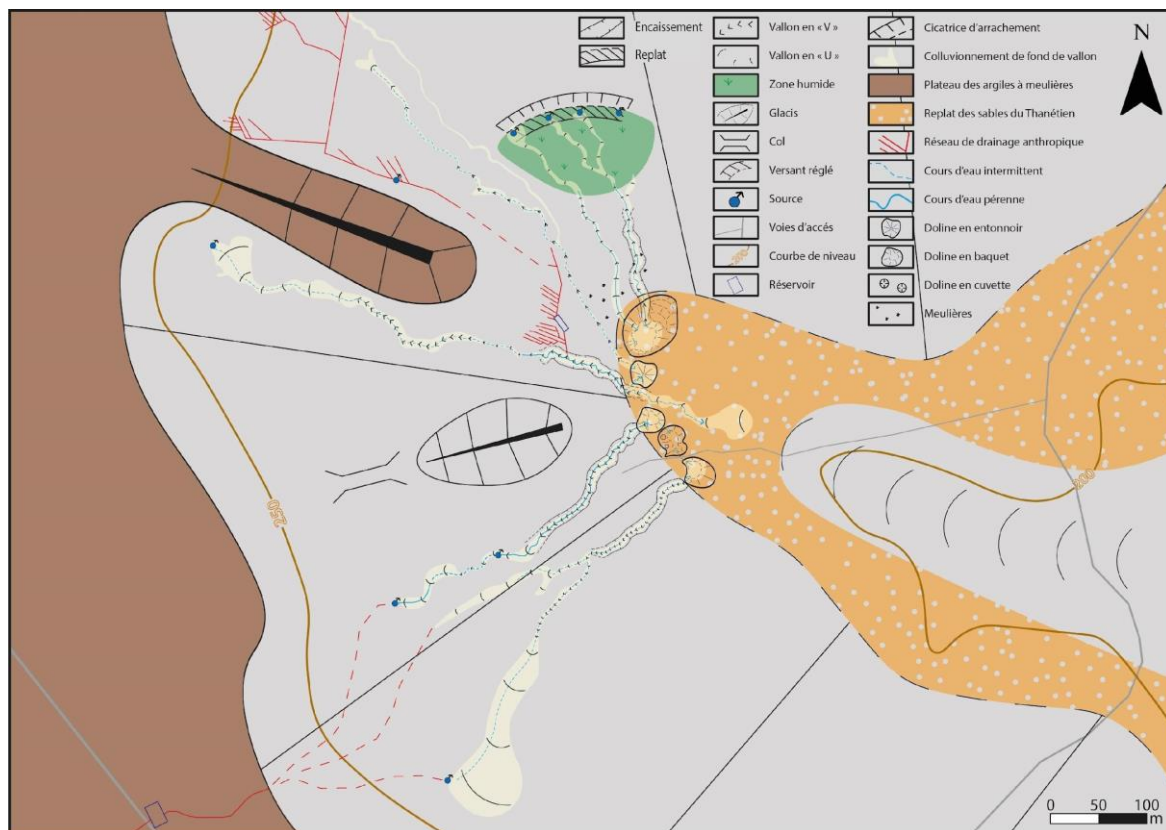 Encaissement
Replat
Vallon en « V »
Vallon en « U »
Zone humide
Glacis
Col
Versant réglé
Source
Voies d'accés
Courbe de niveau
Réservoir
Cicatrice d'arrachement
Colluvionnement de fond de vallon
Plateau des argiles à meulières
Replat des sables du Thanétien
Réseau de drainage anthropique
Cours d'eau intermittent
Cours d'eau pérenne
Doline en entonnoir
Doline en baquet
Doline en cuvette
Meulières
N
250
200
0 50 100
m